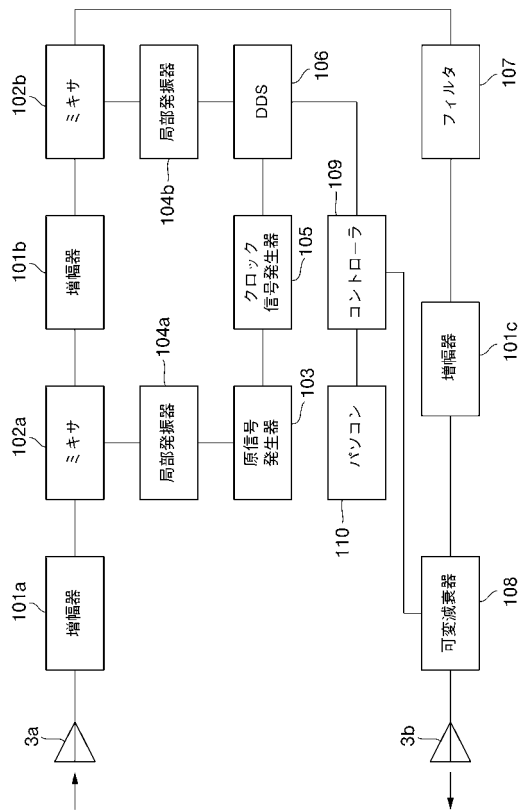 3a
101a
増幅器
102a
ミキサ
101b
増幅器
102b
ミキサ
104a
局部発振器
局部発振器
104b
原信号
発生器
103
クロック
信号発生器
105
DDS
106
パソコン
110
コントローラ
109
3b
可変減衰器
108
増幅器
101c
フィルタ
107